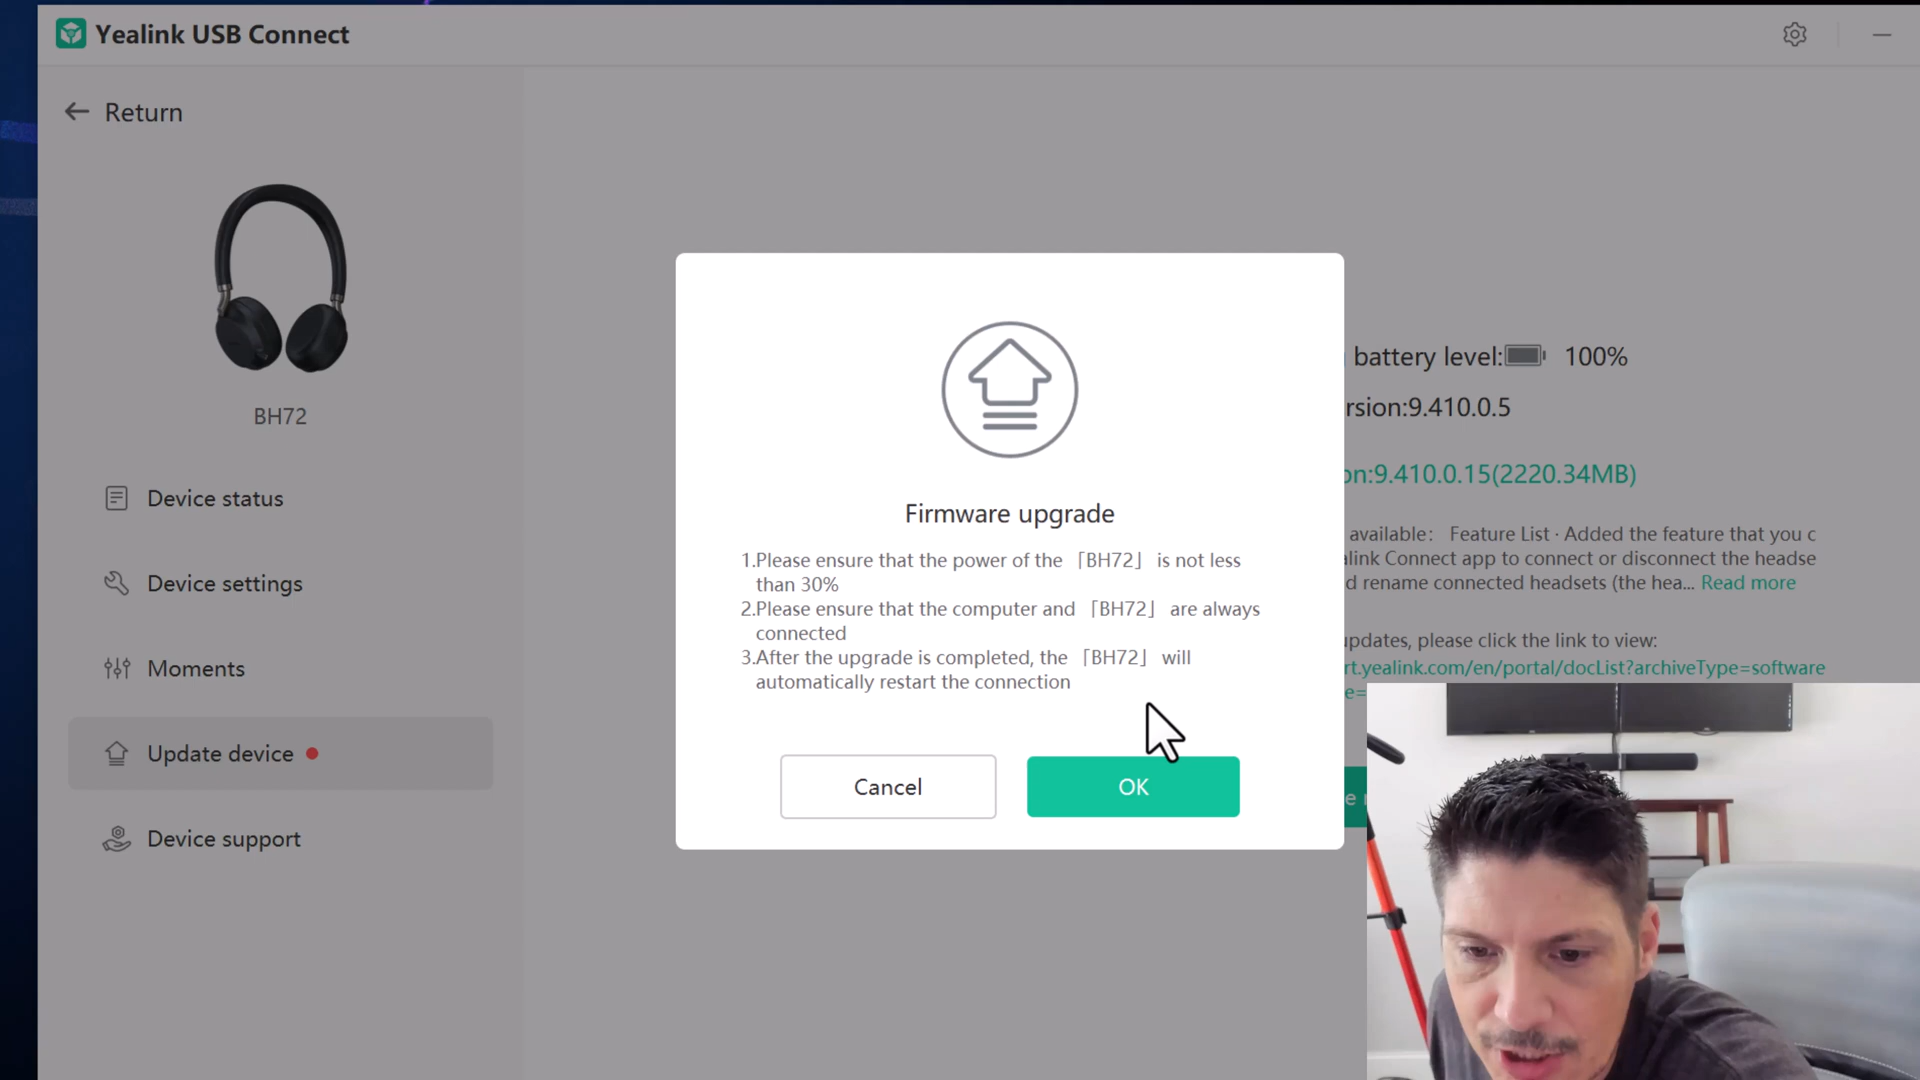 Yealink USB Connect
Return
BH72
Device status
Device settings
Moments
Update device
Device support
Firmware upgrade
1.Please ensure that the power of the 「BH72」 is not less
than 30%
2.Please ensure that the computer and 「BH72」 are always
connected
3.After the upgrade is completed, the 「BH72」 will
automatically restart the connection
Cancel
OK
battery level: 100%
rsion:9.410.0.5
on:9.410.0.15(2220.34MB)
available： Feature List · Added the feature that you c
alink Connect app to connect or disconnect the headse
d rename connected headsets (the hea... Read more
updates, please click the link to view:
rt.yealink.com/en/portal/docList?archiveType=software
e=